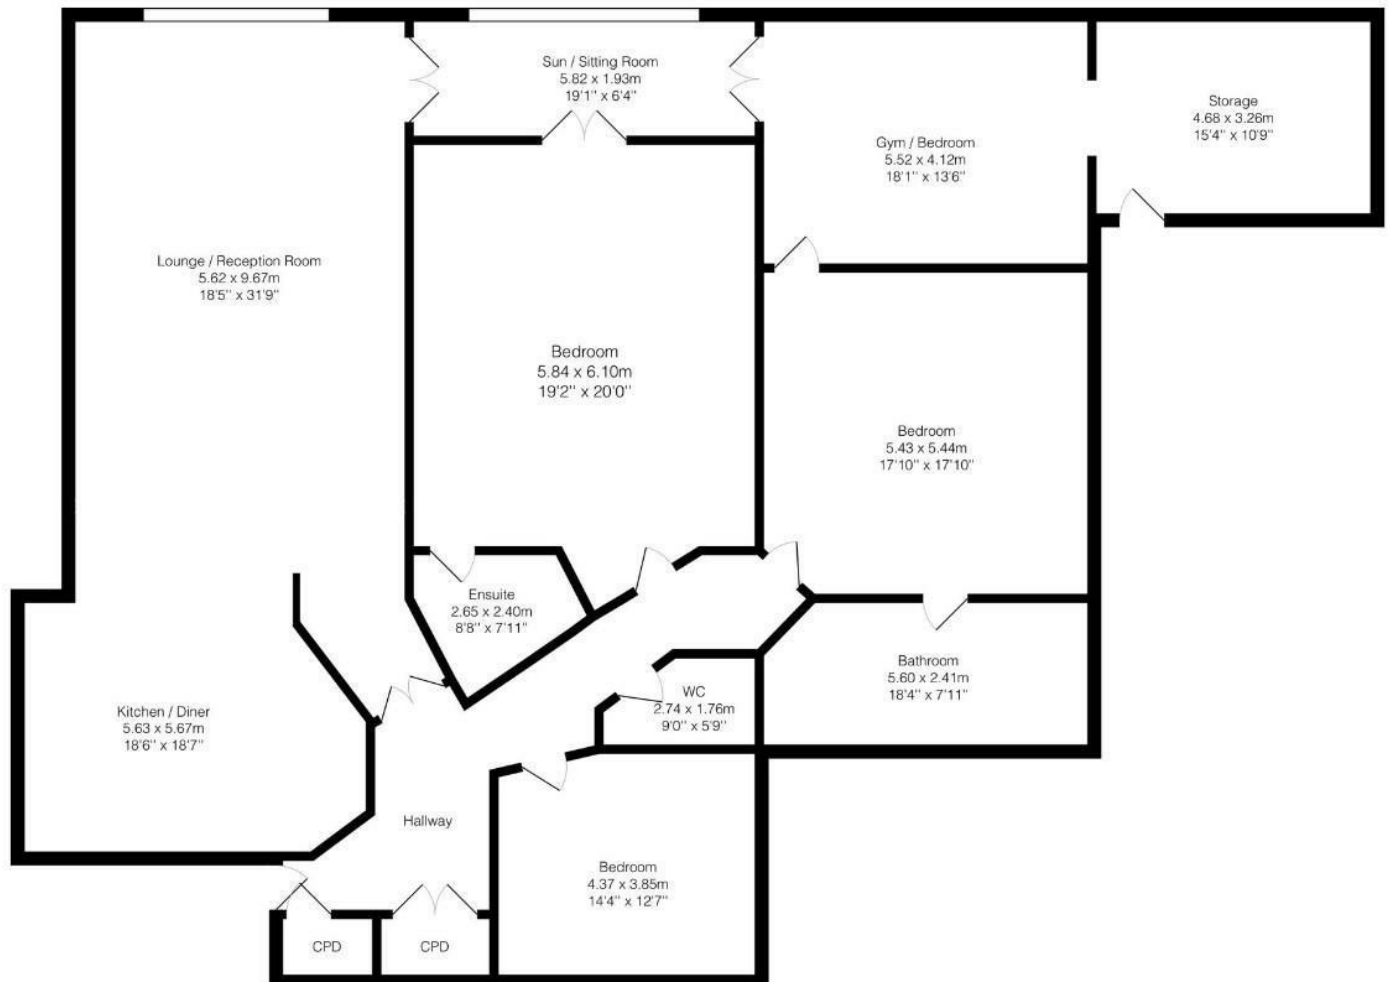 Sun / Sitting Room
5.82 x 1.93m
19'1" x 6'4"
Storage
4.68 x 3.26m
15'4" x 10'9"
Gym / Bedroom
5.52 x 4.12m
18'1" x 13'6"
Lounge / Reception Room
5.62 x 9.67m
18'5" x 31'9"
Bedroom
5.84 x 6.10m
19'2" x 20'0"
Bedroom
5.43 x 5.44m
17'10" x 17'10"
Ensuite
2.65 x 2.40m
8'8" x 7'11"
Bathroom
5.60 x 2.41m
18'4" x 7'11"
WC
2.74 x 1.76m
9'0" x 5'9"
Kitchen / Diner
5.63 x 5.67m
18'6" x 18'7"
Hallway
Bedroom
4.37 x 3.85m
14'4" x 12'7"
CPD
CPD